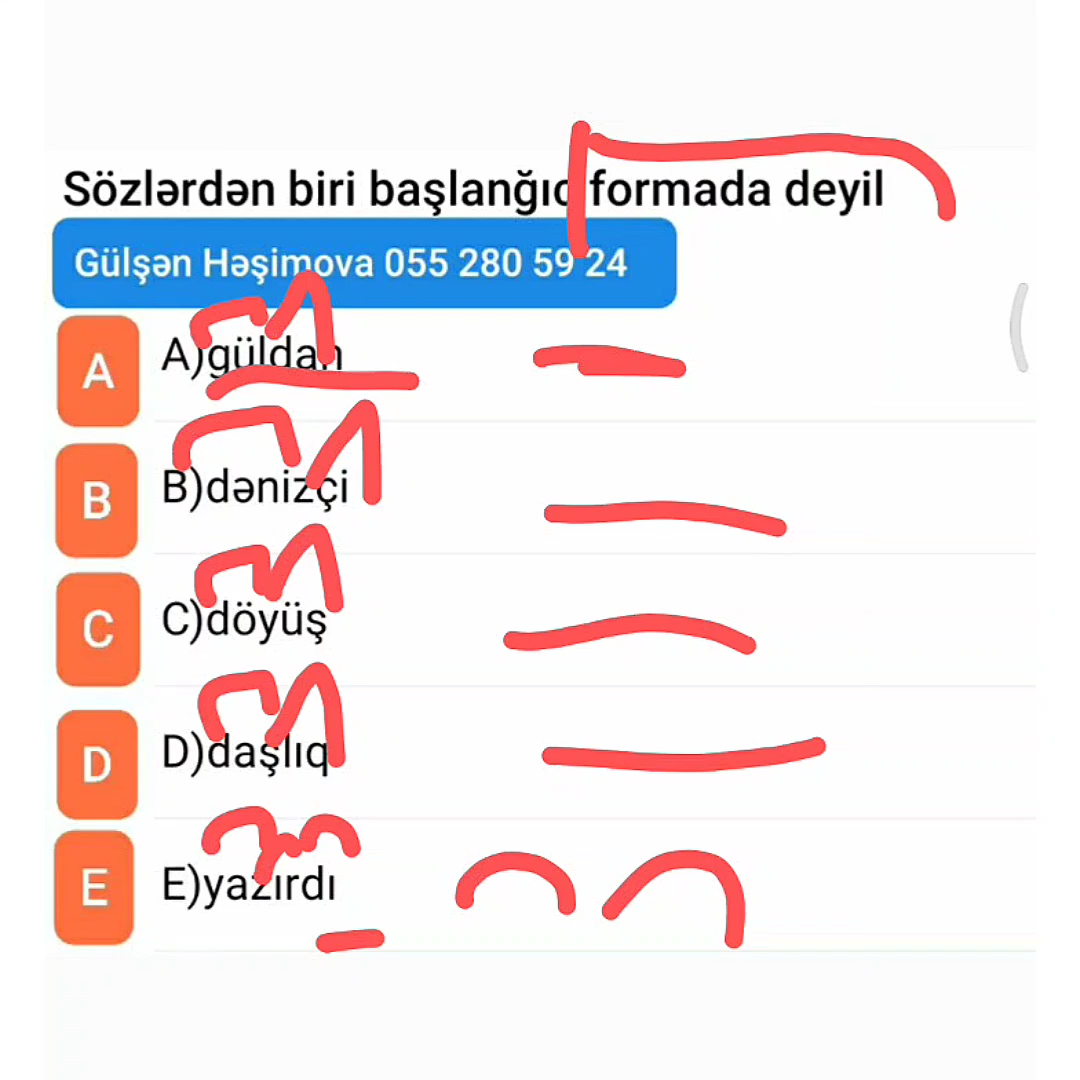 Sözlərdən biri başlanğıc formada deyil
Gülşən Həşimova 055 280 59 24
A A)güldan
B B)dənizçi
C C)döyüş
D D)daşlıq
E E)yazırdı